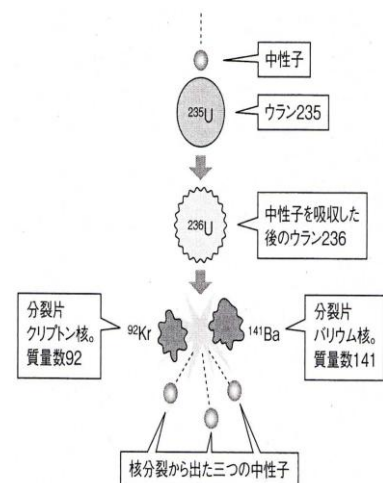 中性子
235U
ウラン235
236U
中性子を吸収した
後のウラン236
分裂片
クリプトン核。
質量数92
92Kr
141Ba
分裂片
バリウム核。
質量数141
核分裂から出た三つの中性子